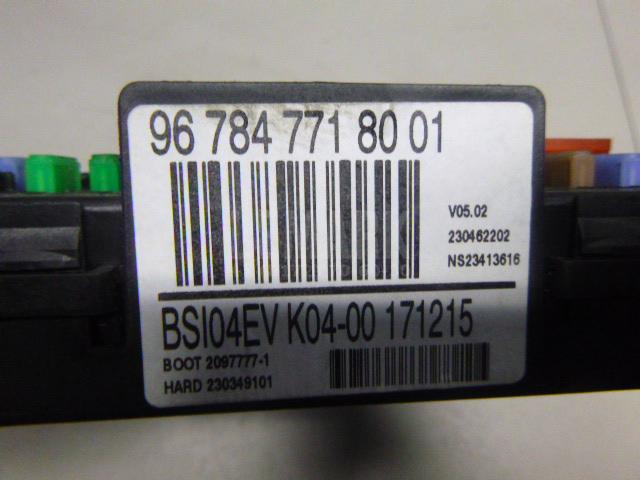 96 784 771 80 01
V05.02
230462202
NS23413616
BSI04EV K04-00 171215
BOOT 2097777-1
HARD 230349101